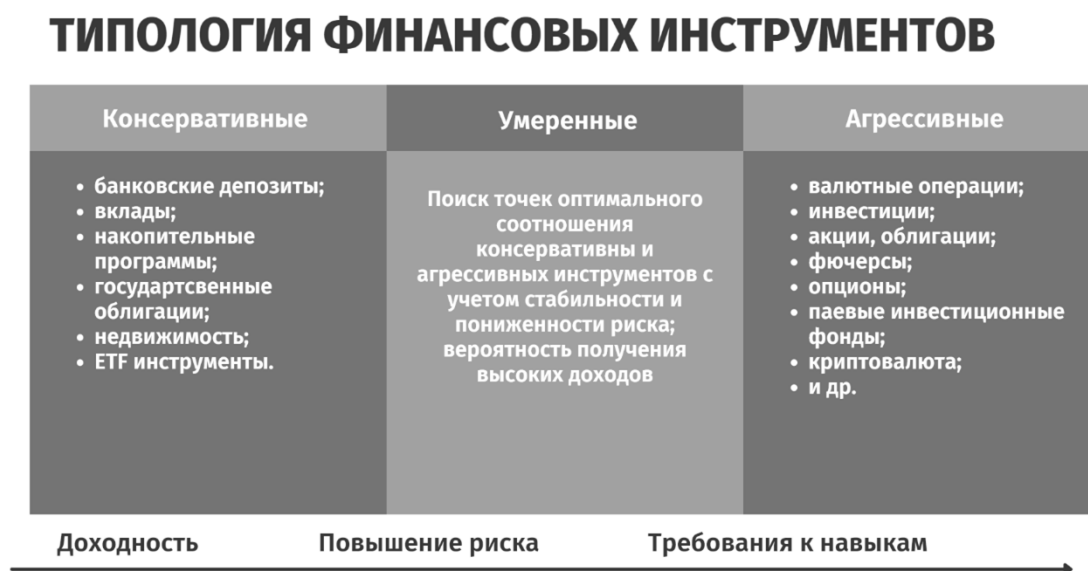 ТИПОЛОГИЯ ФИНАНСОВЫХ ИНСТРУМЕНТОВ
Консервативные
• банковские депозиты;
• вклады;
• накопительные
программы;
• государтсвенные
облигации;
• недвижимость;
• ETF инструменты.
Умеренные
Поиск точек оптимального
соотношения
консервативны и
агрессивных инструментов с
учетом стабильности и
пониженности риска;
вероятность получения
высоких доходов
Агрессивные
• валютные операции;
• инвестиции;
• акции, облигации;
• фючерсы;
• опционы;
• паевые инвестиционные
фонды;
• криптовалюта;
• и др.
Доходность
Повышение риска
Требования к навыкам